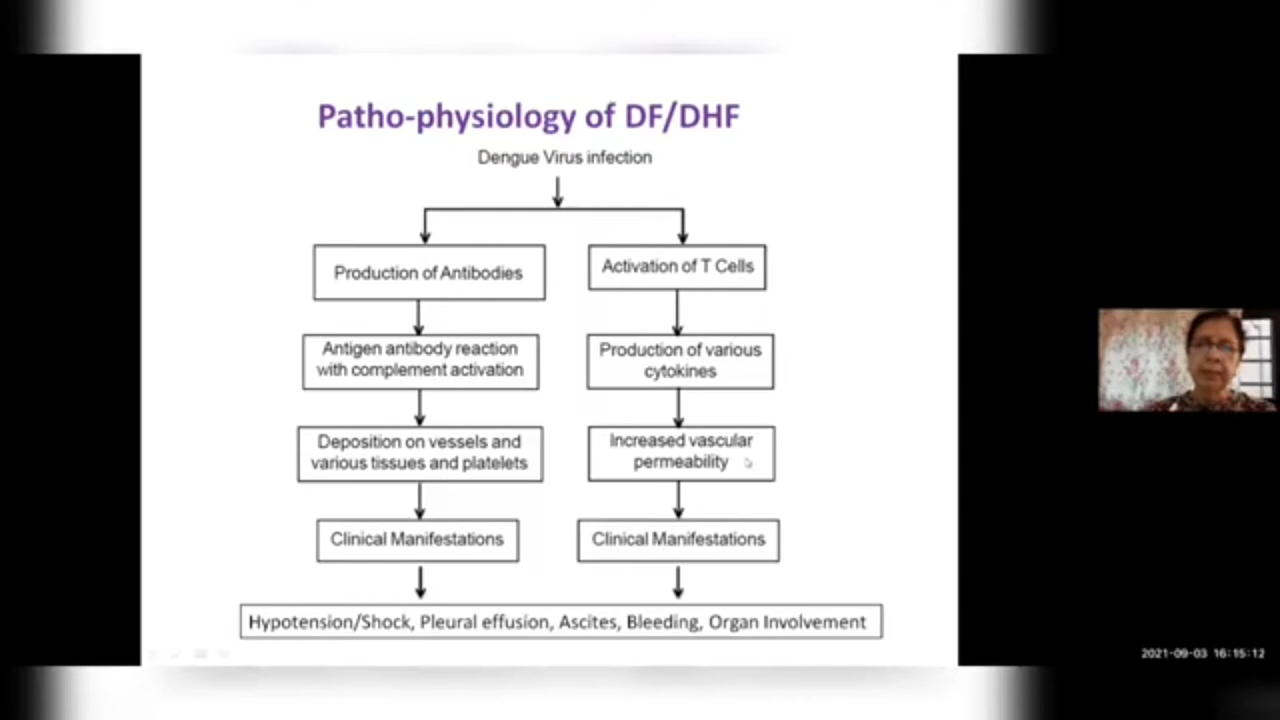 Patho-physiology of DF/DHF
Dengue Virus infection
Production of Antibodies
Activation of T Cells
Antigen antibody reaction
with complement activation
Production of various
cytokines
Deposition on vessels and
various tissues and platelets
Increased vascular
permeability
Clinical Manifestations
Clinical Manifestations
Hypotension/Shock, Pleural effusion, Ascites, Bleeding, Organ Involvement
2021-09-03 16:15:12